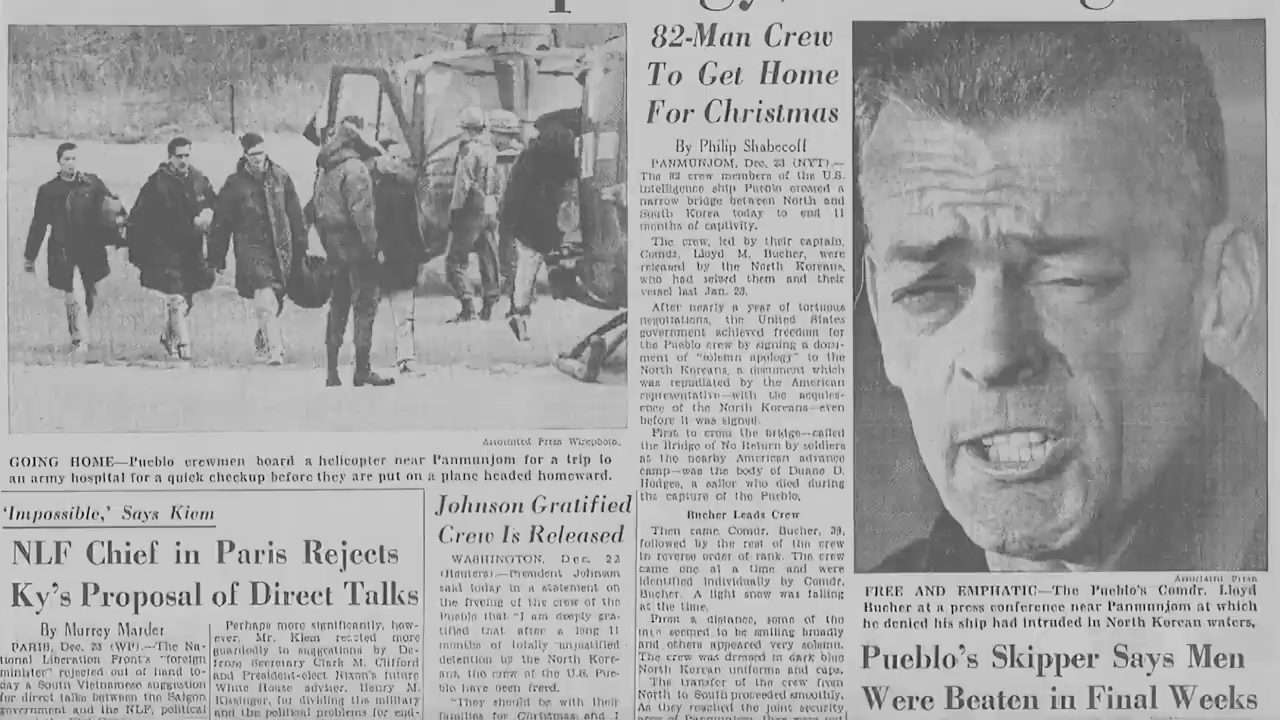 82-Man Crew
To Get Home
For Christmas
By Philip Shabecoff
PANMUNJOM, Dec. 23 (NYT).—
The 82 crew members of the U.S.
intelligence ship Pueblo crossed a
narrow bridge between North and
South Korea today to end 11
months of captivity.
The crew, led by their captain,
Comdr. Lloyd M. Bucher, were
released by the North Koreans,
who had seized them and their
vessel last Jan. 23.
After nearly a year of tortuous
negotiations, the United States
government achieved freedom for
the Pueblo crew by signing a docu-
ment of "solemn apology" to the
North Koreans, a document which
was repudiated by the American
representative—with the acquies-
cence of the North Koreans—even
before it was signed.
First to cross the bridge—called
the Bridge of No Return by soldiers
at the nearby American advance
camp—was the body of Duane D.
Hodges, a sailor who died during
the capture of the Pueblo.
Bucher Leads Crew
Then came Comdr. Bucher, 39,
followed by the rest of the crew
in reverse order of rank. The crew
came one at a time and were
identified individually by Comdr.
Bucher. A light snow was falling
at the time.
From a distance, some of the
men seemed to be smiling broadly
and others appeared very solemn.
The crew was dressed in dark blue
North Korean uniforms and caps.
The transfer of the crew from
North to South proceeded smoothly.
As they reached the joint security
Associated Press Wirephoto.
GOING HOME—Pueblo crewmen board a helicopter near Panmunjom for a trip to
an army hospital for a quick checkup before they are put on a plane headed homeward.
'Impossible,' Says Kiem
NLF Chief in Paris Rejects
Ky's Proposal of Direct Talks
By Murrey Marder
PARIS, Dec. 23 (WP).—The Na-
tional Liberation Front's "foreign
minister" rejected out of hand to-
day a South Vietnamese suggestion
for direct talks between the Saigon
government and the NLF, political
Perhaps more significantly, how-
ever, Mr. Kiem reacted more
guardedly to suggestions by De-
fense Secretary Clark M. Clifford
and President-elect Nixon's future
White House adviser, Henry M.
Kissinger, for dividing the military
and the political problems for end-
Johnson Gratified
Crew Is Released
WASHINGTON, Dec. 23
(Reuters).—President Johnson
said today in a statement on
the freeing of the crew of the
Pueblo that "I am deeply gra-
tified that after a long 11
months of totally unjustified
detention by the North Kore-
ans, the crew of the U.S. Pue-
blo have been freed.
"They should be with their
families for Christmas and I
Associated Press
FREE AND EMPHATIC—The Pueblo's Comdr. Lloyd
Bucher at a press conference near Panmunjom at which
he denied his ship had intruded in North Korean waters.
Pueblo's Skipper Says Men
Were Beaten in Final Weeks